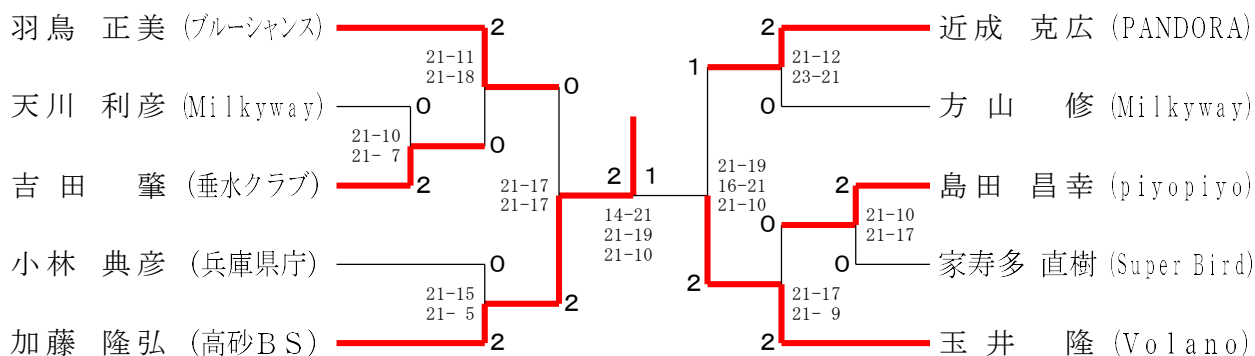 羽鳥 正美 (ブルーシャンス) 2
21-11
21-18
0
天川 利彦 (Milkyway) 0
21-10
21- 7
0
吉田 肇 (垂水クラブ) 2
21-17
21-17
小林 典彦 (兵庫県庁) 0
21-15
21- 5
2
加藤 隆弘 (高砂BS) 2
2 1
14-21
21-19
21-10
2 近成 克広 (PANDORA)
1
21-12
23-21
0 方山 修 (Milkyway)
21-19
16-21
21-10
2 島田 昌幸 (piyopiyo)
0
21-10
21-17
0 家寿多 直樹 (Super Bird)
2
21-17
21- 9
2 玉井 隆 (Volano)